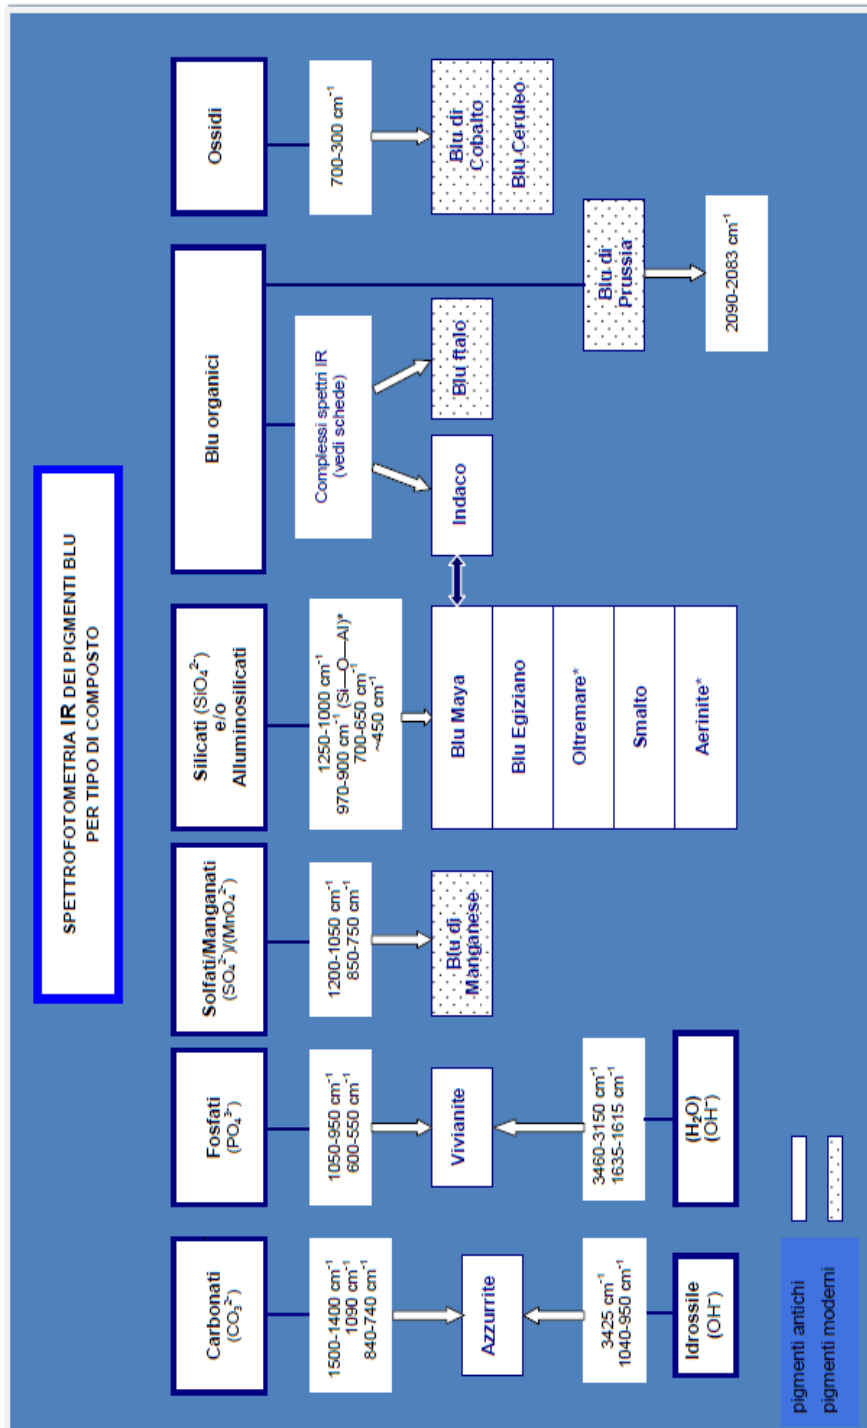 SPETTROFOTOMETRIA IR DEI PIGMENTI BLU
PER TIPO DI COMPOSTO
Carbonati
(CO₃²⁻)
Fosfati
(PO₄³⁻)
Solfati/Manganati
(SO₄²⁻)/(MnO₄²⁻)
Silicati (SiO₄²⁻)
e/o
Alluminosilicati
Blu organici
Ossidi
1500-1400 cm⁻¹
1090 cm⁻¹
840-740 cm⁻¹
1050-950 cm⁻¹
600-550 cm⁻¹
1200-1050 cm⁻¹
850-750 cm⁻¹
1250-1000 cm⁻¹
970-900 cm⁻¹ (Si—O—Al)*
700-650 cm⁻¹
~450 cm⁻¹
Complessi spettri IR
(vedi schede)
700-300 cm⁻¹
Azzurrite
Vivianite
Blu di
Manganese
Blu Maya
Blu Egiziano
Oltremare*
Smalto
Aerinite*
Indaco
Blu ftalo
Blu di
Cobalto
Blu Ceruleo
Blu di
Prussia
3425 cm⁻¹
1040-950 cm⁻¹
3460-3150 cm⁻¹
1635-1615 cm⁻¹
2090-2083 cm⁻¹
Idrossile
(OH⁻)
(H₂O)
(OH⁻)
pigmenti antichi
pigmenti moderni